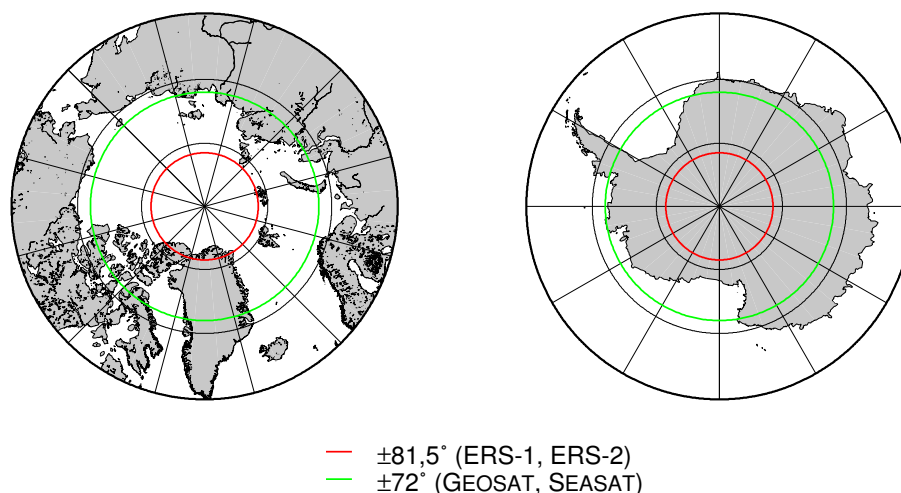 ±81,5° (ERS-1, ERS-2)
±72° (GEOSAT, SEASAT)